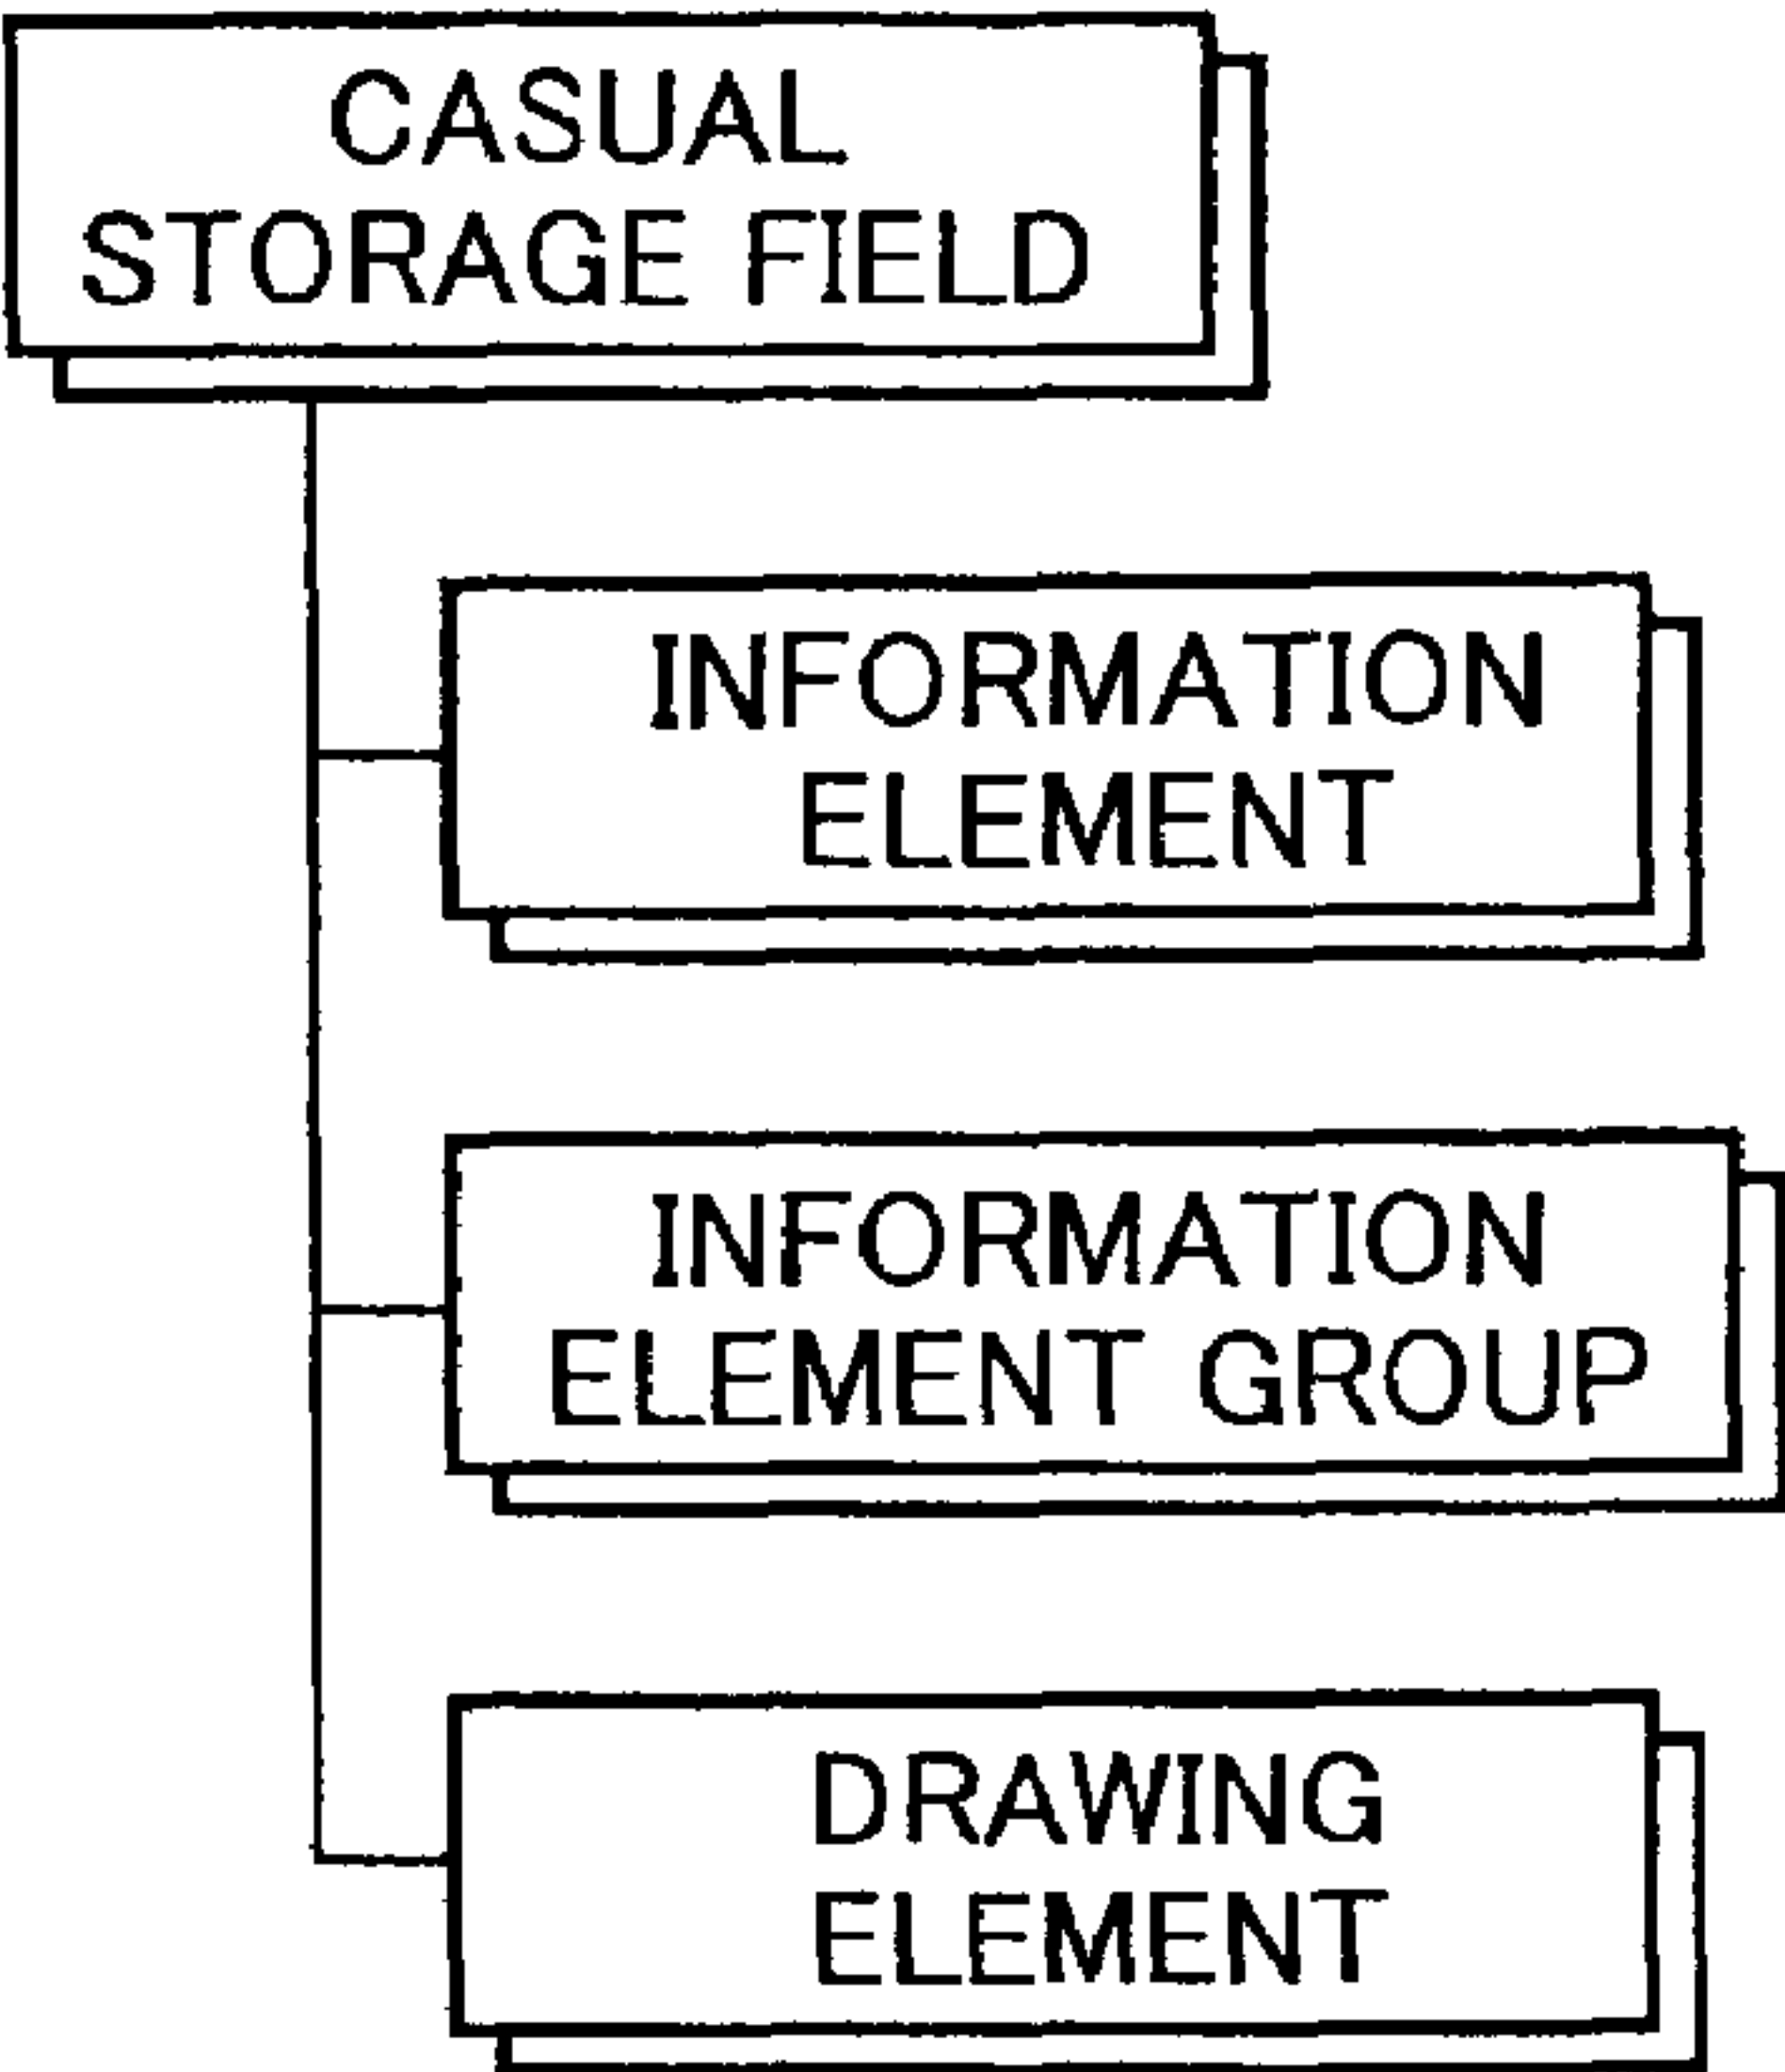 CASUAL
STORAGE FIELD
INFORMATION
ELEMENT
INFORMATION
ELEMENT GROUP
DRAWING
ELEMENT